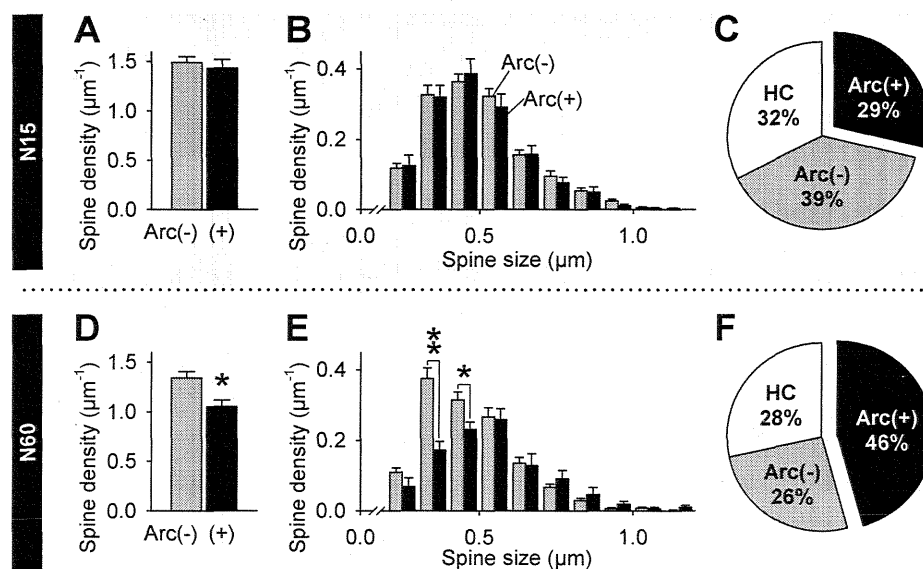 N15
A
Spine density (µm⁻¹)
1.5
1.0
1.5
0.0
Arc(-) (+)
B
Spine density (µm⁻¹)
0.4
0.2
0.0
Arc(-)
Arc(+)
0.0 0.5 1.0
Spine size (µm)
C
HC
32%
Arc(+)
29%
Arc(-)
39%
N60
D
Spine density (µm⁻¹)
1.5
1.0
1.5
0.0
*
Arc(-) (+)
E
Spine density (µm⁻¹)
0.4
0.2
0.0
**
*
0.0 0.5 1.0
Spine size (µm)
F
HC
28%
Arc(+)
46%
Arc(-)
26%